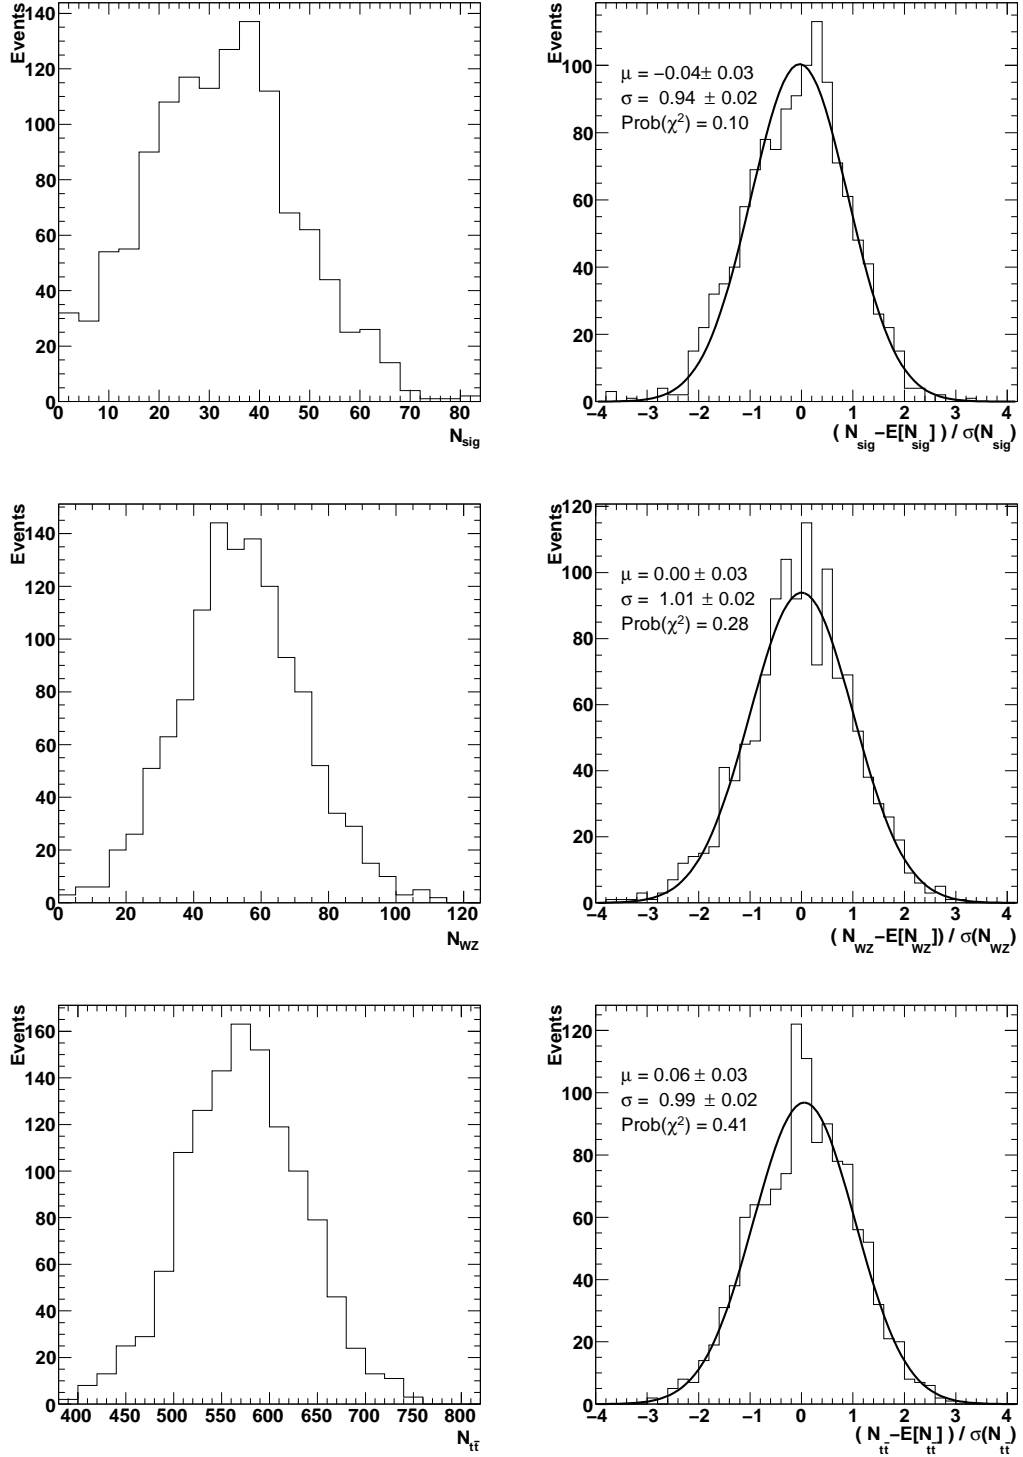 Events
140
120
100
80
60
40
20
0
0 10 20 30 40 50 60 70 80
N_sig
Events
μ = −0.04± 0.03
σ = 0.94 ± 0.02
Prob(χ²) = 0.10
100
80
60
40
20
0
−4 −3 −2 −1 0 1 2 3 4
( N_sig−E[N_sig] ) / σ(N_sig)
Events
140
120
100
80
60
40
20
0
0 20 40 60 80 100 120
N_WZ
Events
120
100
80
60
40
20
0
μ = 0.00 ± 0.03
σ = 1.01 ± 0.02
Prob(χ²) = 0.28
−4 −3 −2 −1 0 1 2 3 4
( N_WZ−E[N_WZ]) / σ(N_WZ)
Events
160
140
120
100
80
60
40
20
0
400 450 500 550 600 650 700 750 800
N_tt̄
Events
120
100
80
60
40
20
0
μ = 0.06 ± 0.03
σ = 0.99 ± 0.02
Prob(χ²) = 0.41
−4 −3 −2 −1 0 1 2 3 4
( N_tt̄−E[N_tt̄] ) / σ(N_tt̄)